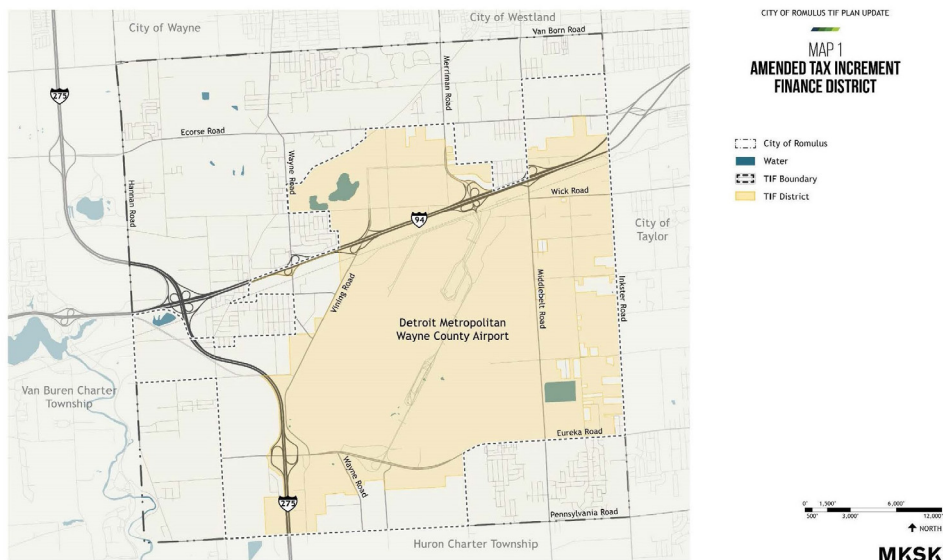 CITY OF ROMULUS TIF PLAN UPDATE
MAP 1
AMENDED TAX INCREMENT
FINANCE DISTRICT
City of Romulus
Water
TIF Boundary
TIF District
City of Wayne
City of Westland
Van Born Road
275
Merriman Road
Ecorse Road
Wayne Road
Hannan Road
Wick Road
94
City of
Taylor
Vining Road
Middlebelt Road
Inkster Road
Detroit Metropolitan
Wayne County Airport
Van Buren Charter
Township
Eureka Road
Wayne Road
275
Pennsylvania Road
Huron Charter Township
0' 1,500' 6,000'
500' 3,000' 12,000'
NORTH
MKSK